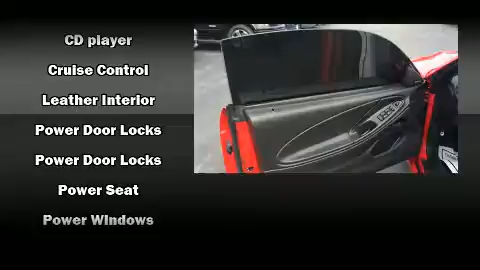 CD player
Cruise Control
Leather Interior
Power Door Locks
Power Door Locks
Power Seat
Power Windows